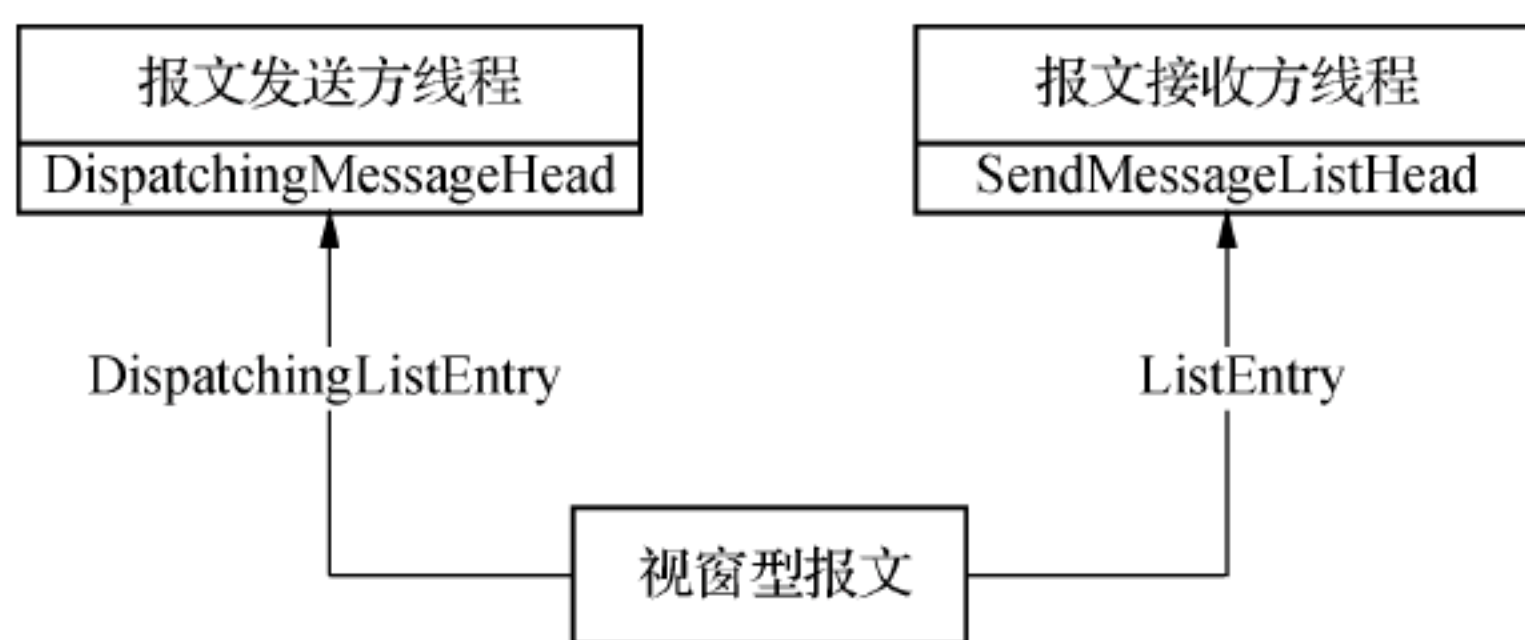 报文发送方线程
DispatchingMessageHead
报文接收方线程
SendMessageListHead
DispatchingListEntry
ListEntry
视窗型报文